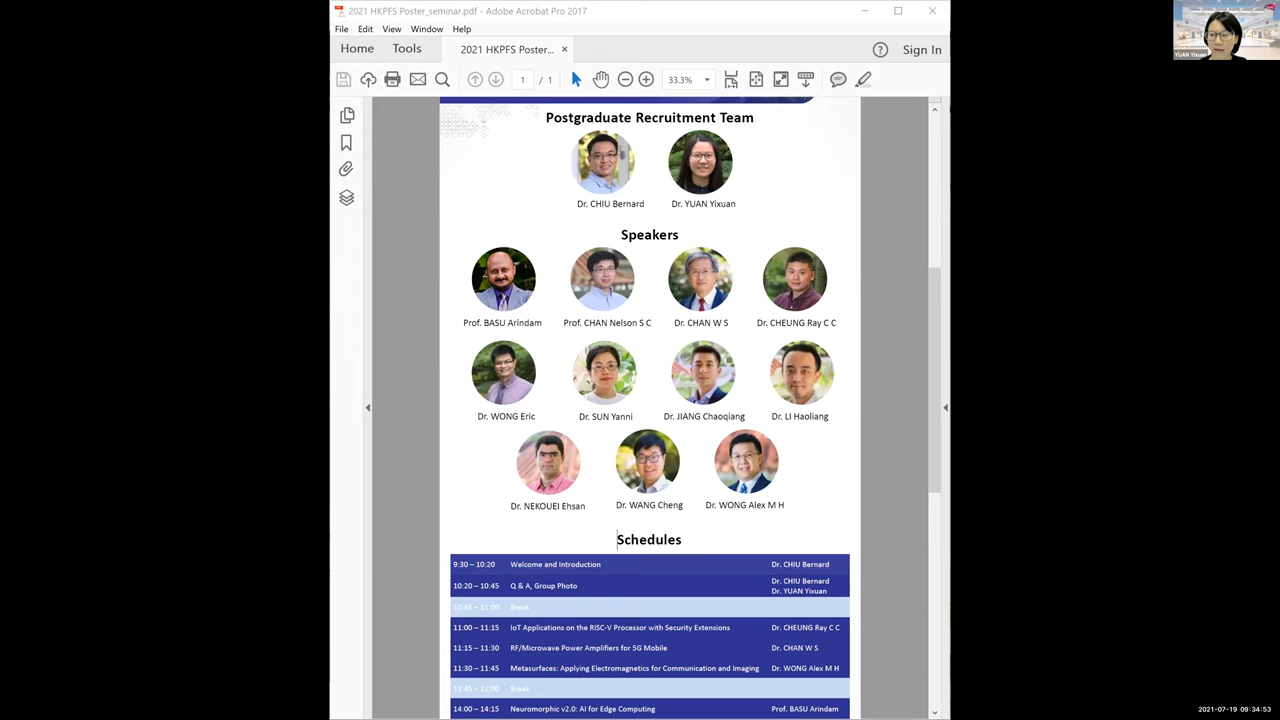 2021 HKPFS Poster_seminar.pdf - Adobe Acrobat Pro 2017
File Edit View Window Help
Home Tools 2021 HKPFS Poster... × Sign In
1 / 1 33.3%
YUAN Yixuan
Postgraduate Recruitment Team
Dr. CHIU Bernard Dr. YUAN Yixuan
Speakers
Prof. BASU Arindam Prof. CHAN Nelson S C Dr. CHAN W S Dr. CHEUNG Ray C C
Dr. WONG Eric Dr. SUN Yanni Dr. JIANG Chaoqiang Dr. LI Haoliang
Dr. NEKOUEI Ehsan Dr. WANG Cheng Dr. WONG Alex M H
Schedules
9:30 – 10:20 Welcome and Introduction Dr. CHIU Bernard
10:20 – 10:45 Q & A, Group Photo Dr. CHIU Bernard
Dr. YUAN Yixuan
10:45 – 11:00 Break
11:00 – 11:15 IoT Applications on the RISC-V Processor with Security Extensions Dr. CHEUNG Ray C C
11:15 – 11:30 RF/Microwave Power Amplifiers for 5G Mobile Dr. CHAN W S
11:30 – 11:45 Metasurfaces: Applying Electromagnetics for Communication and Imaging Dr. WONG Alex M H
11:45 – 12:00 Break
14:00 – 14:15 Neuromorphic v2.0: AI for Edge Computing Prof. BASU Arindam
2021-07-19 09:34:53